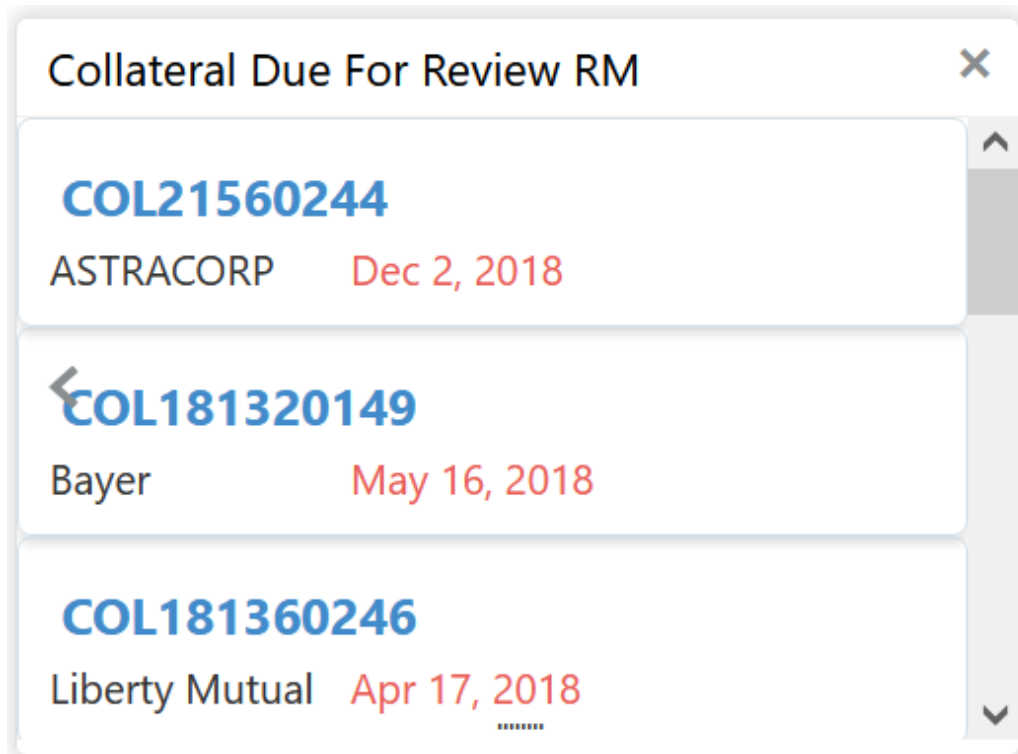 Collateral Due For Review RM
COL21560244
ASTRACORP Dec 2, 2018
COL181320149
Bayer May 16, 2018
COL181360246
Liberty Mutual Apr 17, 2018